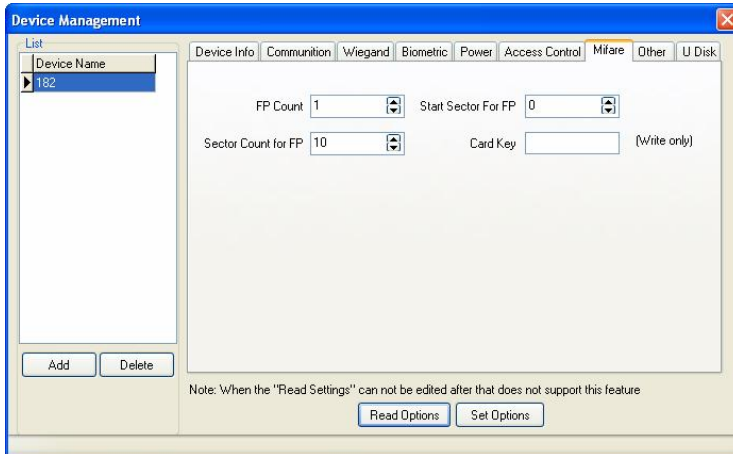 Device Management
List
Device Name
182
Device Info Communition Wiegand Biometric Power Access Control Mifare Other U Disk
FP Count 1 Start Sector For FP 0
Sector Count for FP 10 Card Key (Write only)
Add Delete
Note: When the "Read Settings" can not be edited after that does not support this feature
Read Options Set Options